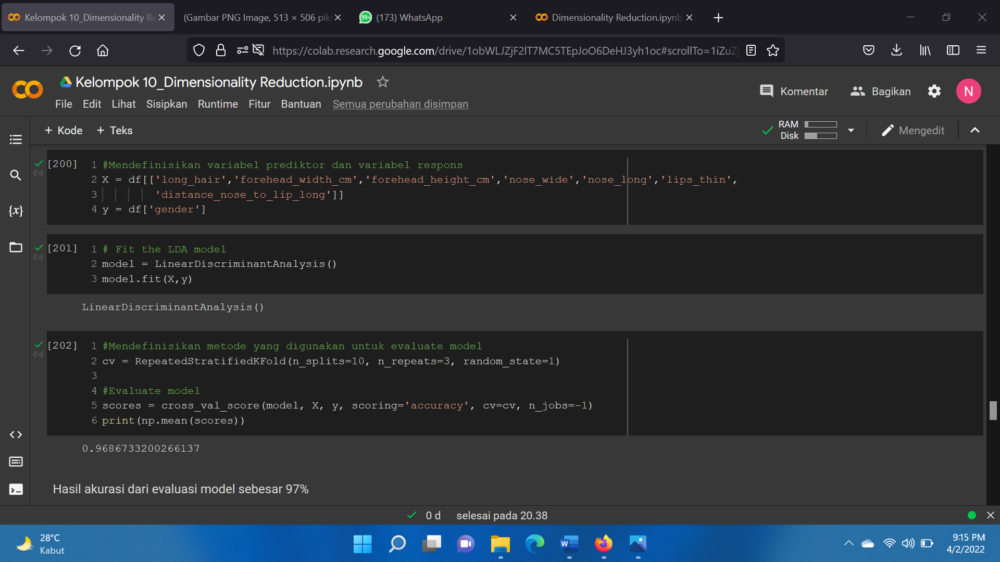 Kelompok 10_Dimensionality Re
(Gambar PNG Image, 513 × 506 piks
99+ (173) WhatsApp
Dimensionality Reduction.ipynb
https://colab.research.google.com/drive/1obWLJZjF2lT7MC5TEpJoO6DeHJ3yh1oc#scrollTo=1iZuZj
Kelompok 10_Dimensionality Reduction.ipynb
Komentar
Bagikan
N
File Edit Lihat Sisipkan Runtime Fitur Bantuan Semua perubahan disimpan
+ Kode + Teks
RAM
Disk
Mengedit
[200]
0 d
1 #Mendefinisikan variabel prediktor dan variabel respons
2 X = df[['long_hair','forehead_width_cm','forehead_height_cm','nose_wide','nose_long','lips_thin',
3 'distance_nose_to_lip_long']]
4 y = df['gender']
{x}
[201]
0 d
1 # Fit the LDA model
2 model = LinearDiscriminantAnalysis()
3 model.fit(X,y)
LinearDiscriminantAnalysis()
[202]
0 d
1 #Mendefinisikan metode yang digunakan untuk evaluate model
2 cv = RepeatedStratifiedKFold(n_splits=10, n_repeats=3, random_state=1)
3
4 #Evaluate model
5 scores = cross_val_score(model, X, y, scoring='accuracy', cv=cv, n_jobs=-1)
6 print(np.mean(scores))
0.9686733200266137
Hasil akurasi dari evaluasi model sebesar 97%
0 d selesai pada 20.38
28°C
Kabut
W
9:15 PM
4/2/2022